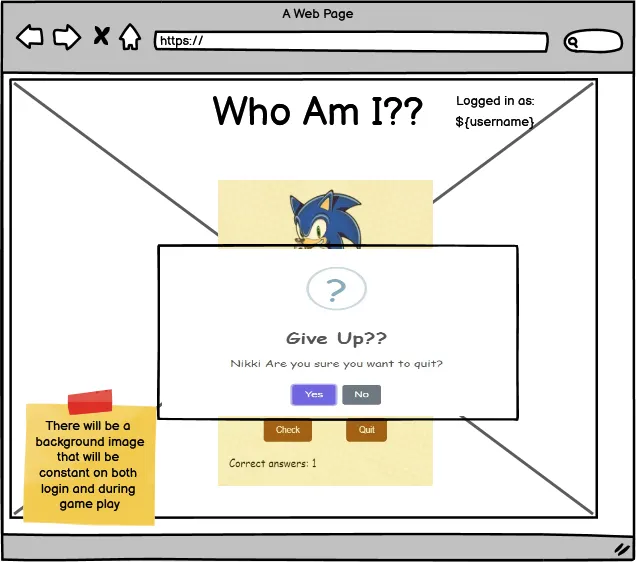 A Web Page
https://
Who Am I??
Logged in as:
${username}
?
Give Up??
Nikki Are you sure you want to quit?
Yes
No
Check
Quit
Correct answers: 1
There will be a
background image
that will be
constant on both
login and during
game play